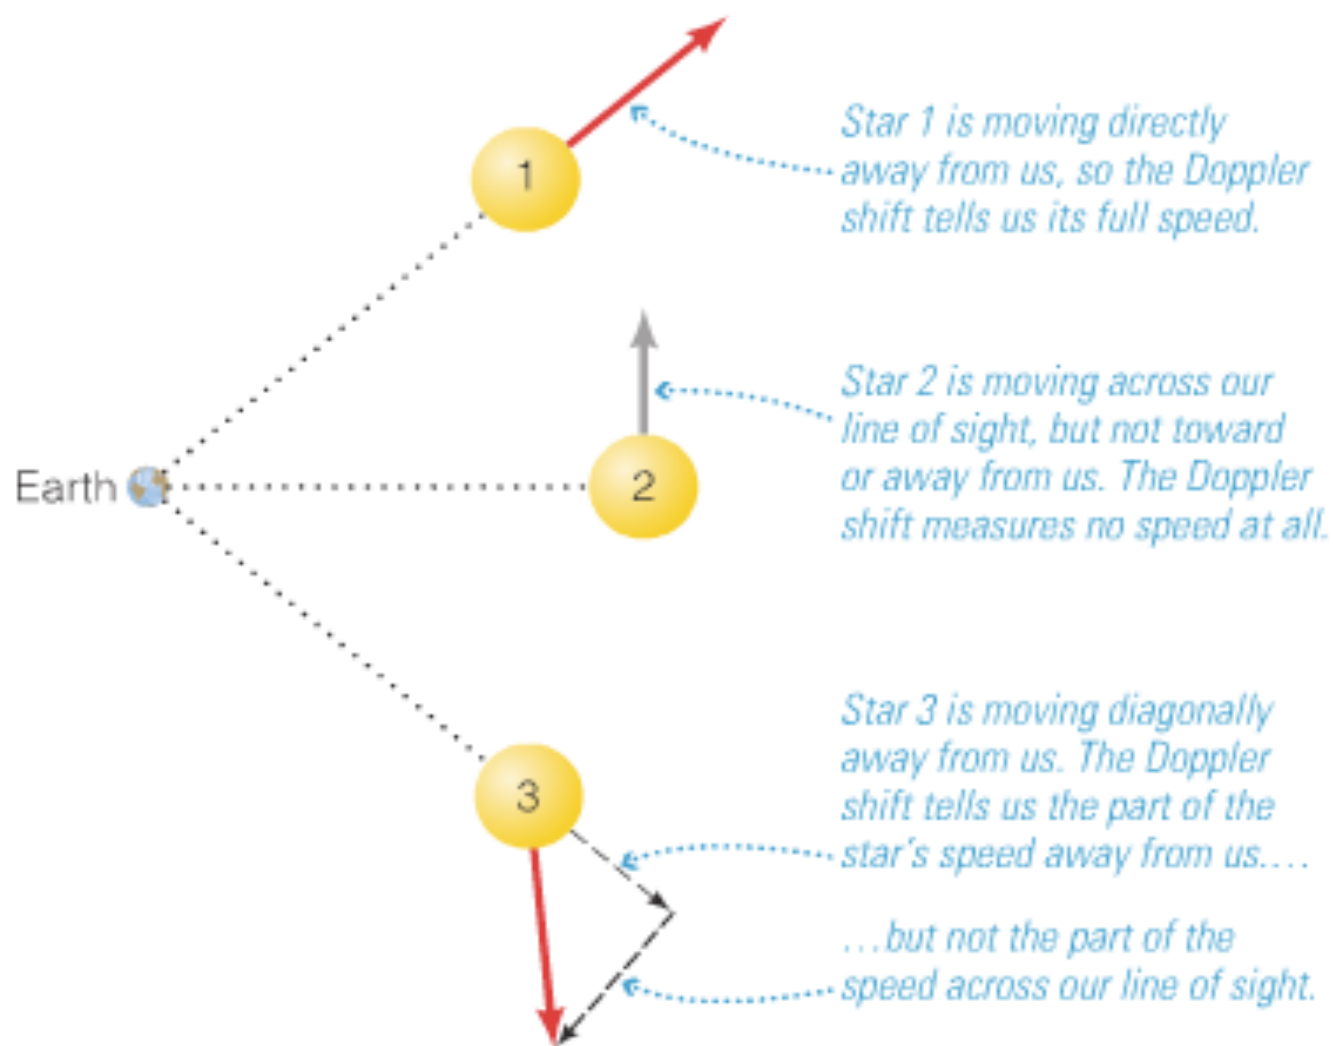 1
Star 1 is moving directly
away from us, so the Doppler
shift tells us its full speed.
Star 2 is moving across our
line of sight, but not toward
or away from us. The Doppler
shift measures no speed at all.
Earth
2
3
Star 3 is moving diagonally
away from us. The Doppler
shift tells us the part of the
star's speed away from us....
...but not the part of the
speed across our line of sight.